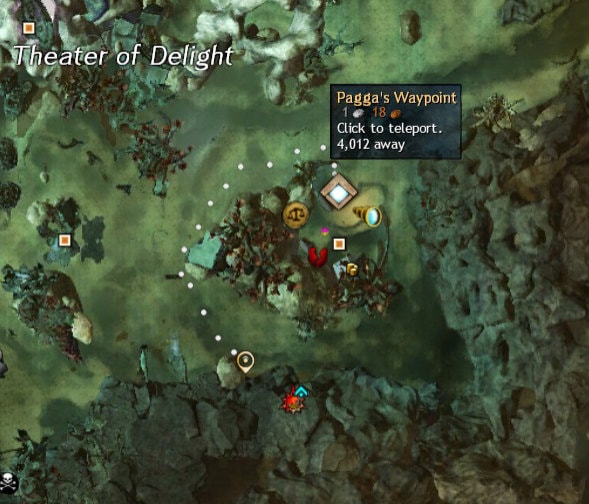 Theater of Delight
Pagga's Waypoint
1 18
Click to teleport.
4,012 away